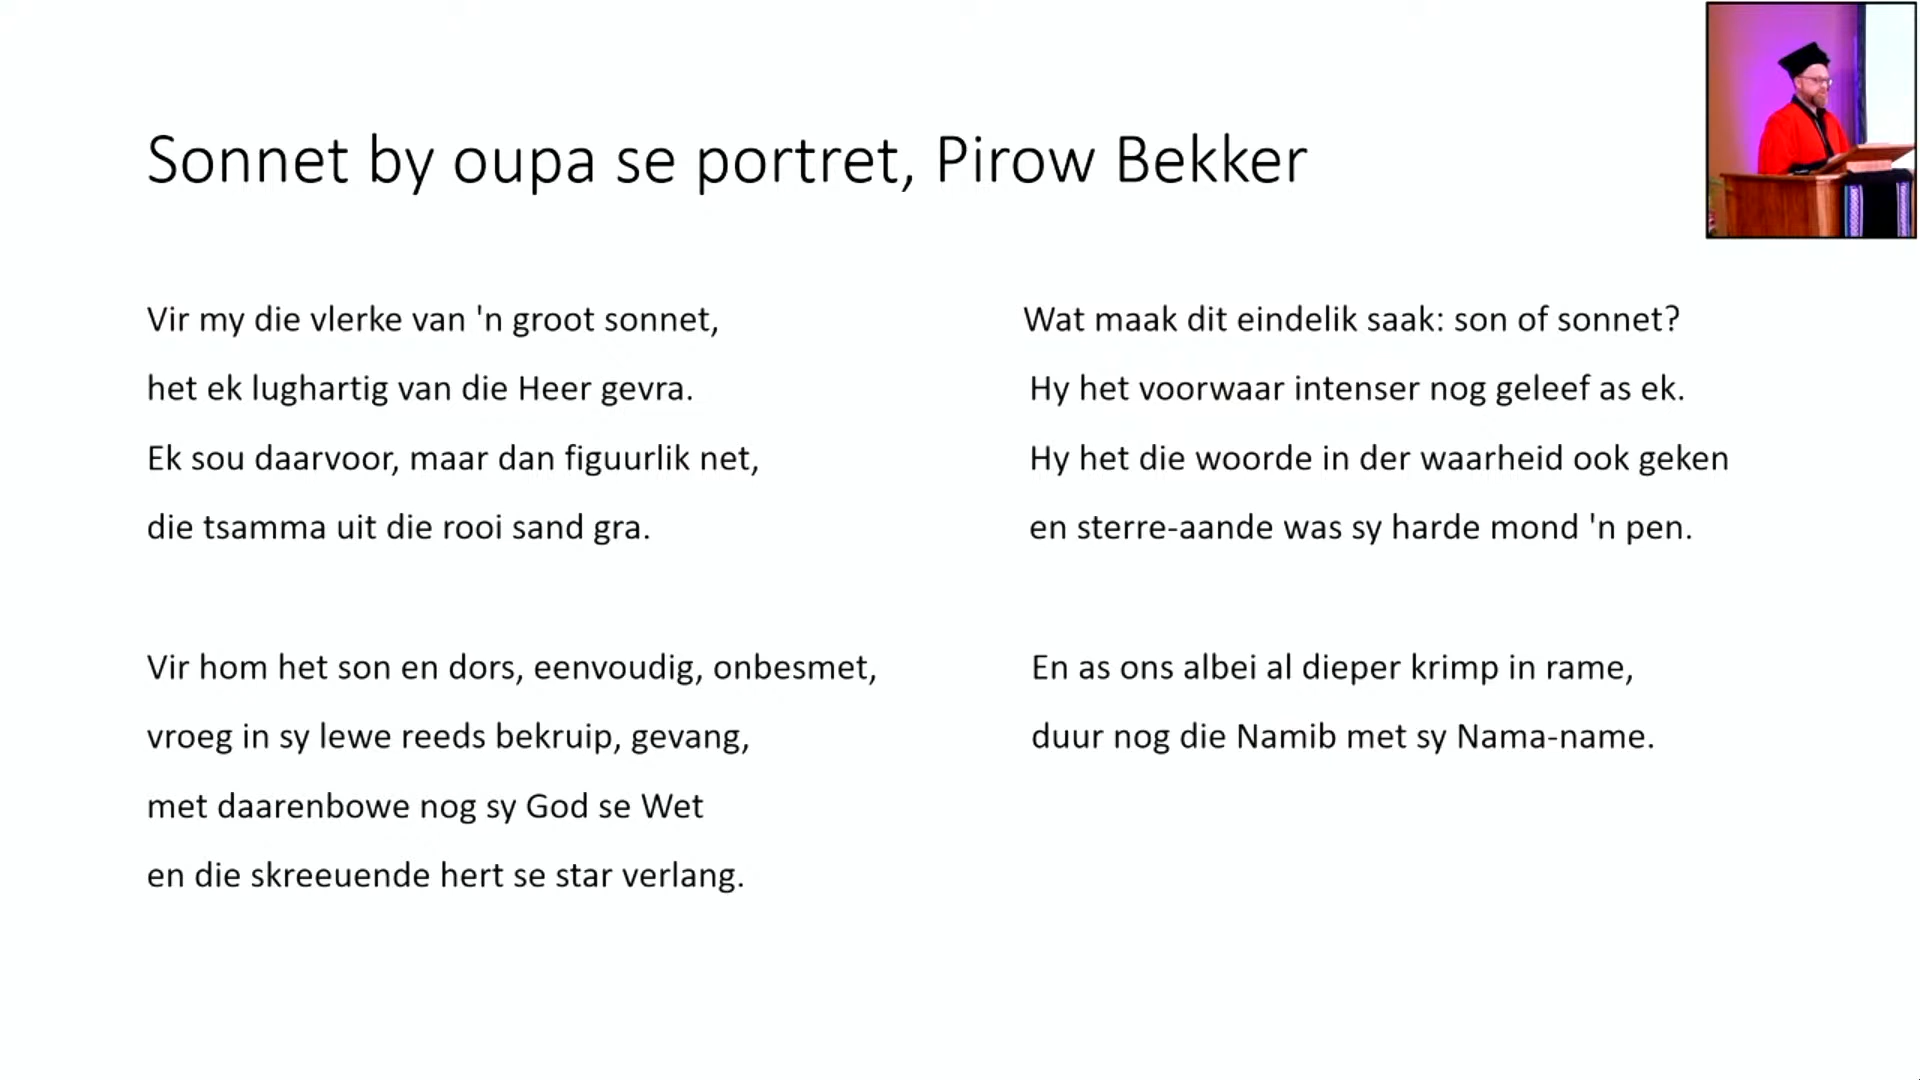 Sonnet by oupa se portret, Pirow Bekker
Vir my die vlerke van 'n groot sonnet,
het ek lughartig van die Heer gevra.
Ek sou daarvoor, maar dan figuurlik net,
die tsamma uit die rooi sand gra.
Vir hom het son en dors, eenvoudig, onbesmet,
vroeg in sy lewe reeds bekruip, gevang,
met daarenbowe nog sy God se Wet
en die skreeuende hert se star verlang.
Wat maak dit eindelik saak: son of sonnet?
Hy het voorwaar intenser nog geleef as ek.
Hy het die woorde in der waarheid ook geken
en sterre-aande was sy harde mond 'n pen.
En as ons albei al dieper krimp in rame,
duur nog die Namib met sy Nama-name.